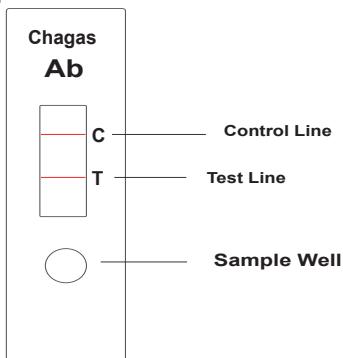 Chagas
Ab
C
Control Line
T
Test Line
Sample Well